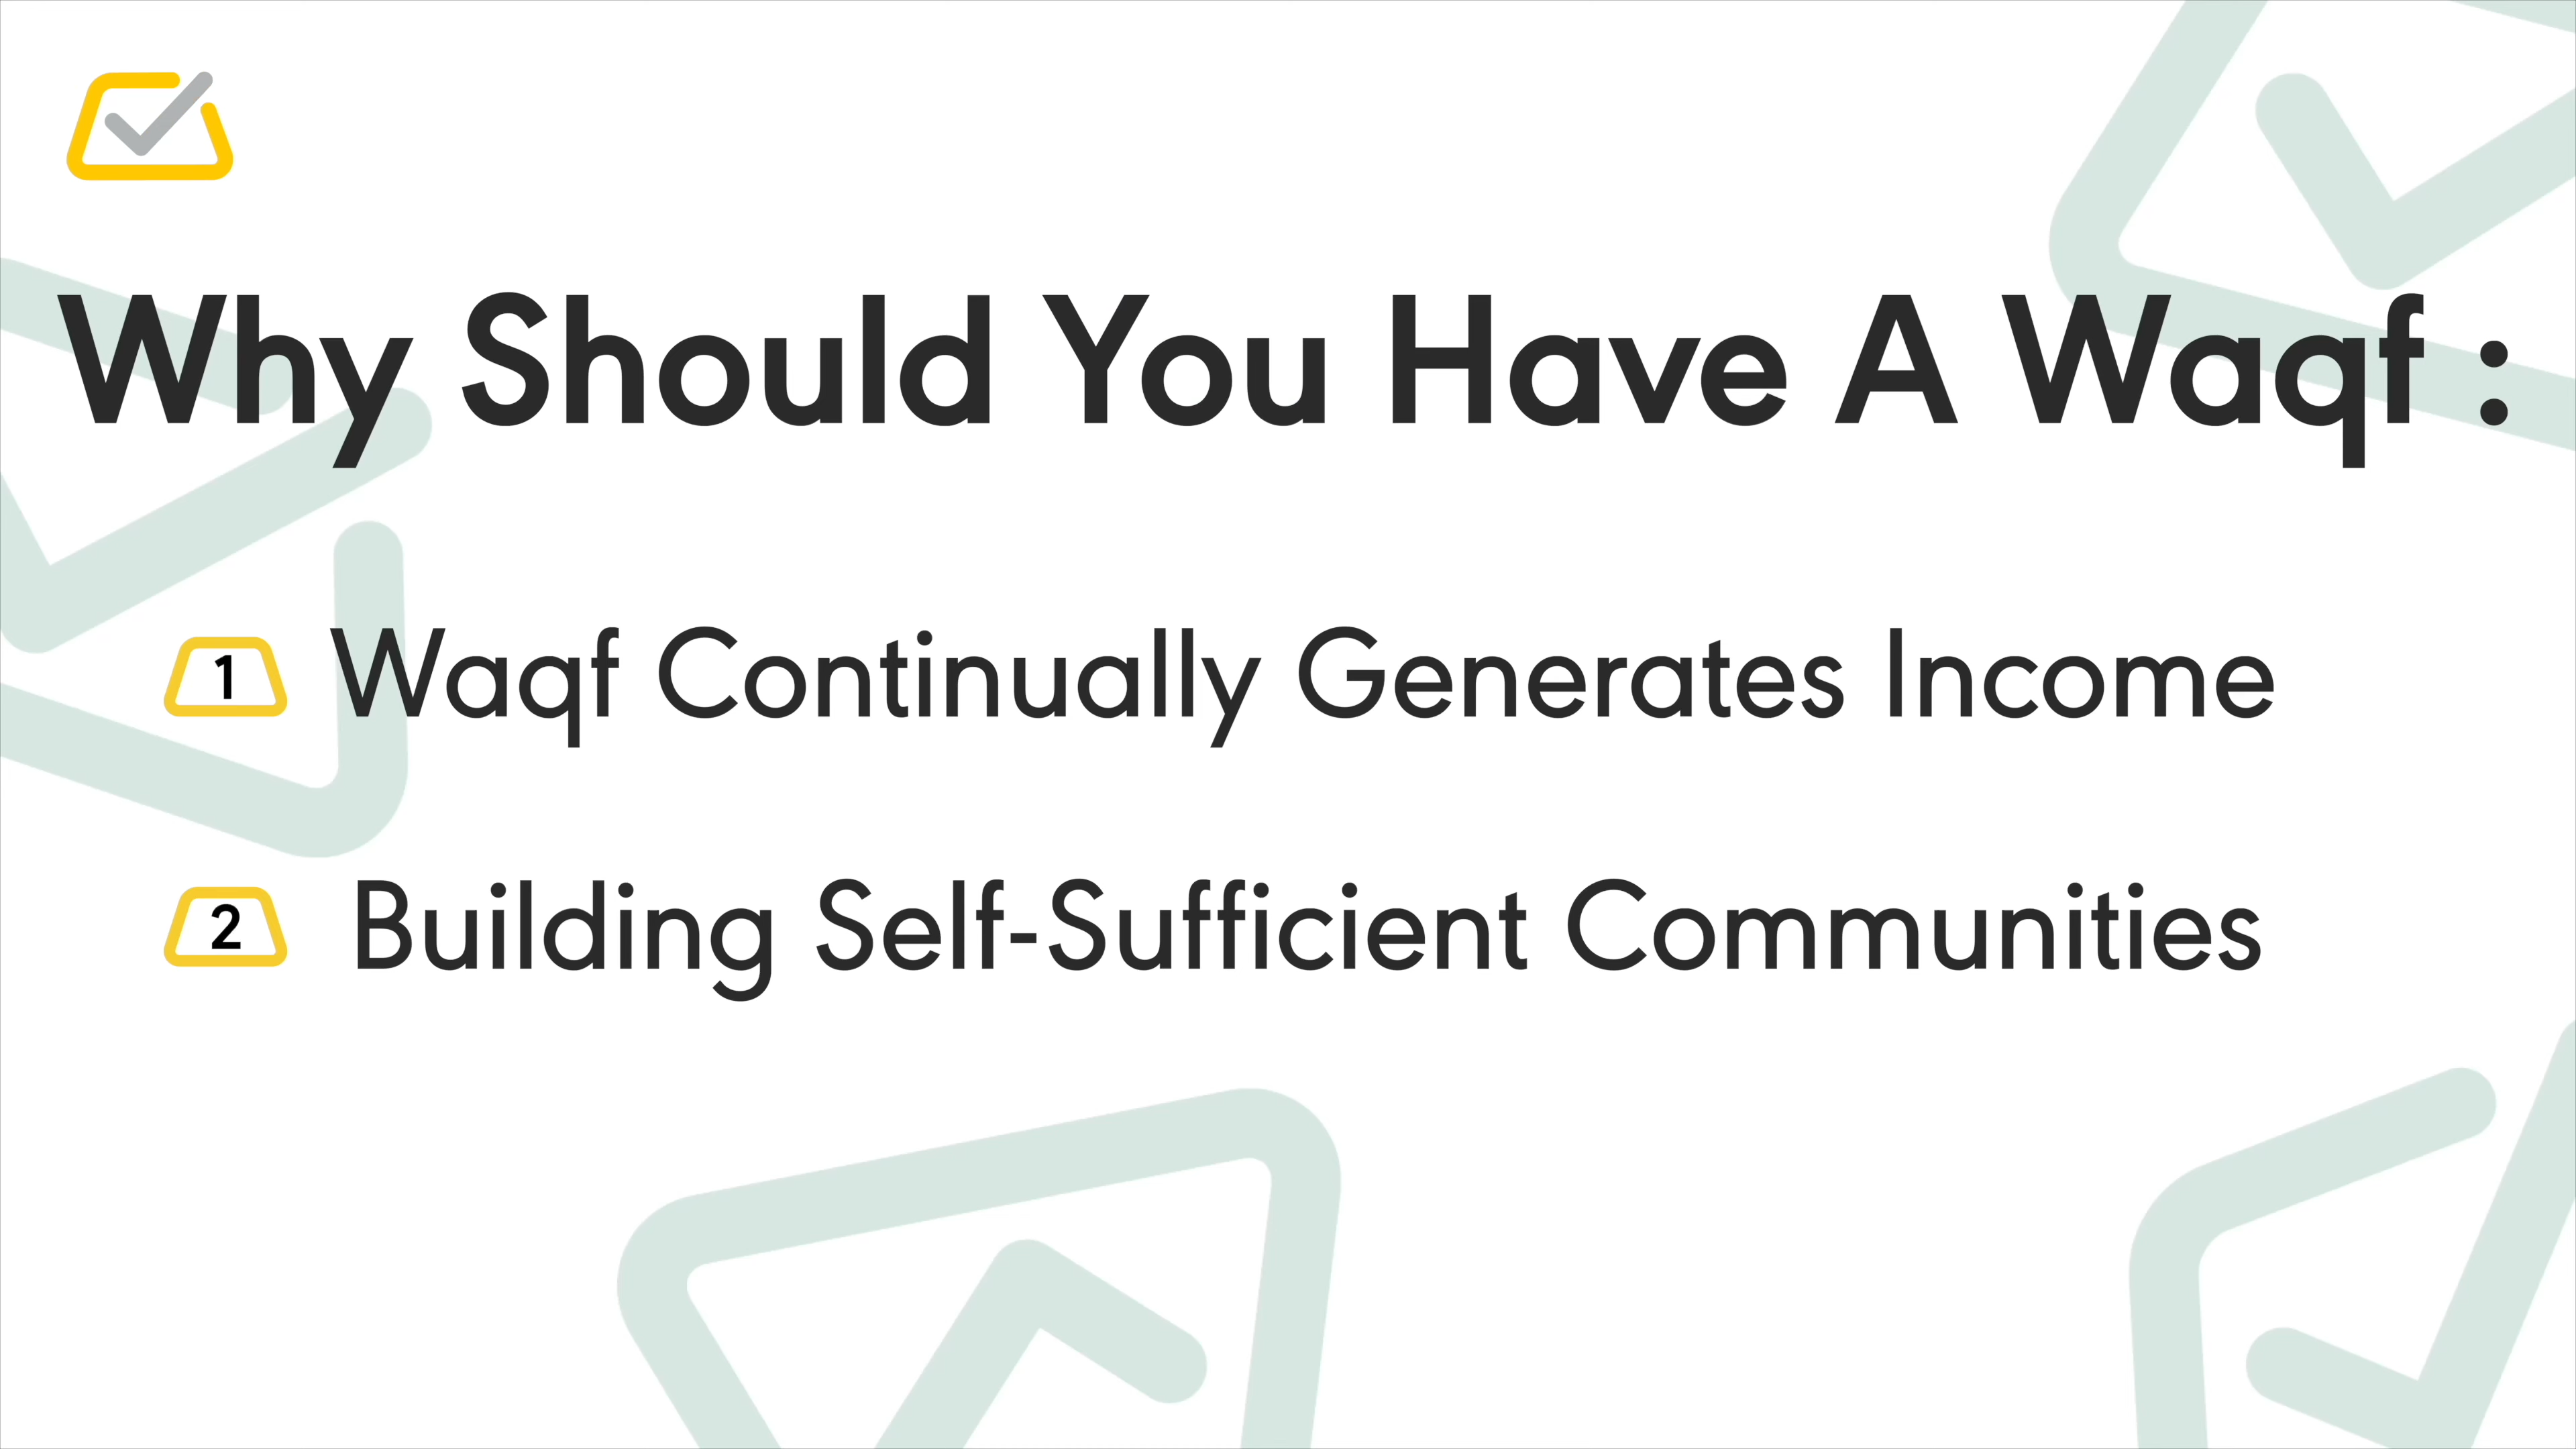 Why Should You Have A Waqf :
1 Waqf Continually Generates Income
2 Building Self-Sufficient Communities